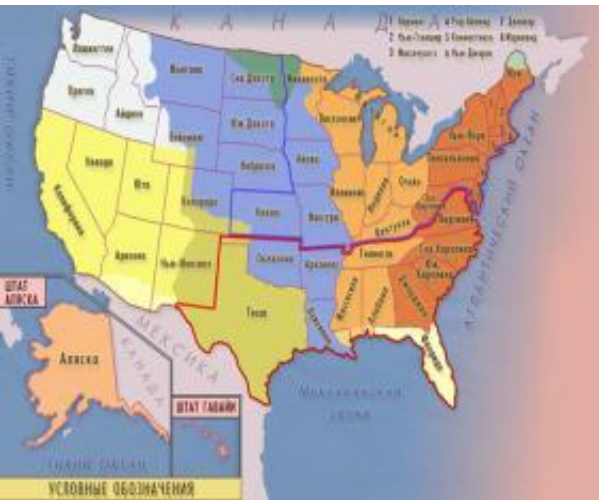 КАНАДА
Вашингтон
Монтана
Сев.Дакота
Миннесота
Орегон
Айдахо
Висконсин
Мичиган
Мэн
Вайоминг
Юж.Дакота
Айова
Нью-Йорк
Невада
Юта
Небраска
Иллинойс
Индиана
Огайо
Пенсильвания
Калифорния
Колорадо
Канзас
Миссури
Кентукки
Виргиния
Аризона
Нью-Мексико
Оклахома
Арканзас
Теннесси
Сев.Каролина
Юж.
Каролина
Техас
Миссисипи
Алабама
Джорджия
Флорида
АТЛАНТИЧЕСКИЙ ОКЕАН
МЕКСИКА
Мексиканский
залив
ШТАТ
АЛЯСКА
Аляска
КАНАДА
ШТАТ ГАВАЙИ
ТИХИЙ ОКЕАН
УСЛОВНЫЕ ОБОЗНАЧЕНИЯ